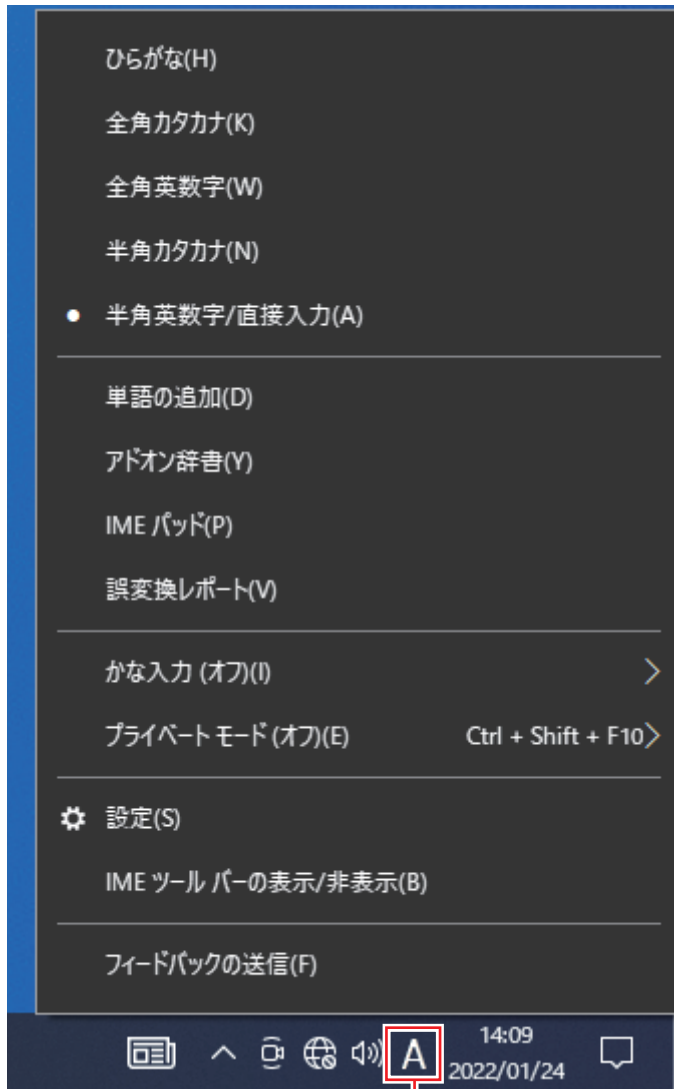 ひらがな(H)
全角カタカナ(K)
全角英数字(W)
半角カタカナ(N)
半角英数字/直接入力(A)
単語の追加(D)
アドオン辞書(Y)
IME パッド(P)
誤変換レポート(V)
かな入力 (オフ)(I)
プライベート モード (オフ)(E) Ctrl + Shift + F10
設定(S)
IME ツール バーの表示/非表示(B)
フィードバックの送信(F)
A
14:09
2022/01/24